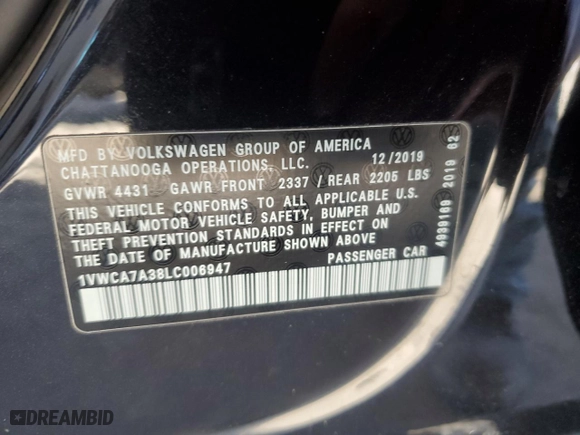 MFD BY VOLKSWAGEN GROUP OF AMERICA
CHATTANOOGA OPERATIONS, LLC. 12/2019
GVWR 4431 GAWR FRONT 2337 / REAR 2205 LBS
THIS VEHICLE CONFORMS TO ALL APPLICABLE U.S.
FEDERAL MOTOR VEHICLE SAFETY, BUMPER AND
THEFT PREVENTION STANDARDS IN EFFECT ON
THE DATE OF MANUFACTURE SHOWN ABOVE
1VWCA7A38LC006947 PASSENGER CAR
4939169 2019 62
DREAMBID